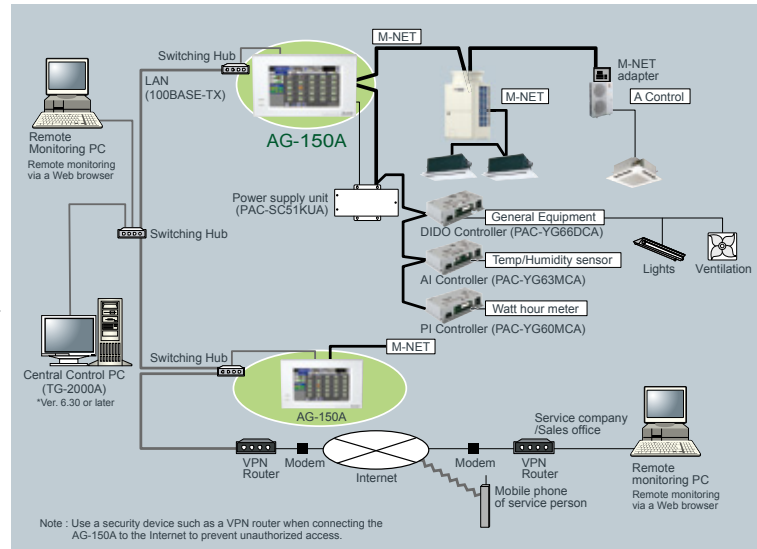 Switching Hub
LAN
(100BASE-TX)
M-NET
AG-150A
M-NET
M-NET
adapter
A Control
Remote
Monitoring PC
Remote monitoring
via a Web browser
Power supply unit
(PAC-SC51KUA)
General Equipment
DIDO Controller (PAC-YG66DCA)
Lights
Ventilation
Switching Hub
Temp/Humidity sensor
AI Controller (PAC-YG63MCA)
Watt hour meter
PI Controller (PAC-YG60MCA)
Central Control PC
(TG-2000A)
*Ver. 6.30 or later
Switching Hub
M-NET
AG-150A
VPN
Router
Modem
Internet
Modem
Service company
/Sales office
VPN
Router
Mobile phone
of service person
Remote
monitoring PC
Remote monitoring
via a Web browser
Note : Use a security device such as a VPN router when connecting the
AG-150A to the Internet to prevent unauthorized access.